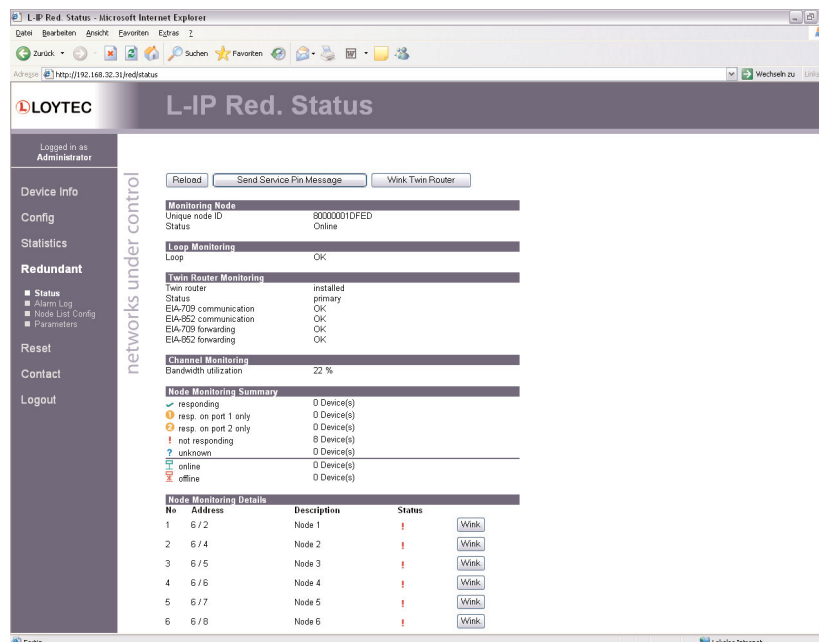 L-IP Red. Status - Microsoft Internet Explorer
Datei Bearbeiten Ansicht Favoriten Extras ?
Zurück Suchen Favoriten
Adresse http://192.168.32.31/red/status Wechseln zu Links
LOYTEC
L-IP Red. Status
Logged in as
Administrator
Device Info
Config
Statistics
Redundant
Status
Alarm Log
Node List Config
Parameters
Reset
Contact
Logout
networks under control
Reload Send Service Pin Message Wink Twin Router
Monitoring Node
Unique node ID 80000001DFED
Status Online
Loop Monitoring
Loop OK
Twin Router Monitoring
Twin router installed
Status primary
EIA-709 communication OK
EIA-852 communication OK
EIA-709 forwarding OK
EIA-852 forwarding OK
Channel Monitoring
Bandwidth utilization 22 %
Node Monitoring Summary
responding 0 Device(s)
1 resp. on port 1 only 0 Device(s)
2 resp. on port 2 only 0 Device(s)
! not responding 8 Device(s)
? unknown 0 Device(s)
online 0 Device(s)
offline 0 Device(s)
Node Monitoring Details
No Address Description Status
1 6 / 2 Node 1 ! Wink
2 6 / 4 Node 2 ! Wink
3 6 / 5 Node 3 ! Wink
4 6 / 6 Node 4 ! Wink
5 6 / 7 Node 5 ! Wink
6 6 / 8 Node 6 ! Wink